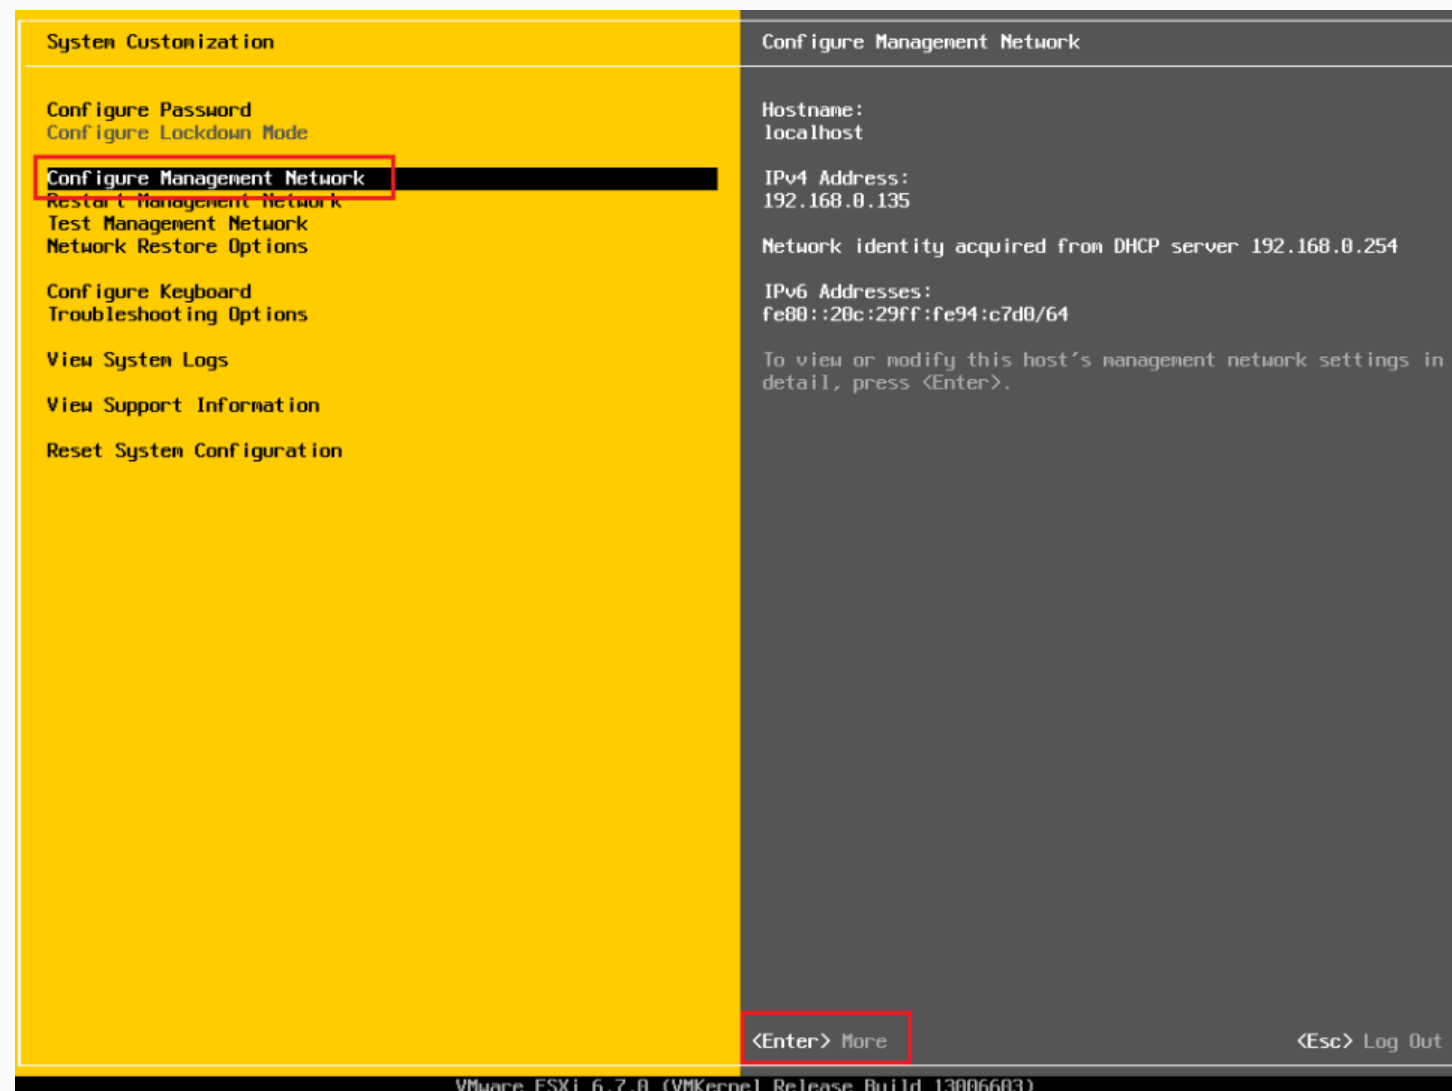 System Customization
Configure Password
Configure Lockdown Mode
Configure Management Network
Restart Management Network
Test Management Network
Network Restore Options
Configure Keyboard
Troubleshooting Options
View System Logs
View Support Information
Reset System Configuration
Configure Management Network
Hostname:
localhost
IPv4 Address:
192.168.0.135
Network identity acquired from DHCP server 192.168.0.254
IPv6 Addresses:
fe80::20c:29ff:fe94:c7d0/64
To view or modify this host's management network settings in
detail, press <Enter>.
<Enter> More
<Esc> Log Out
VMware ESXi 6.7.0 (VMKernel Release Build 13006603)